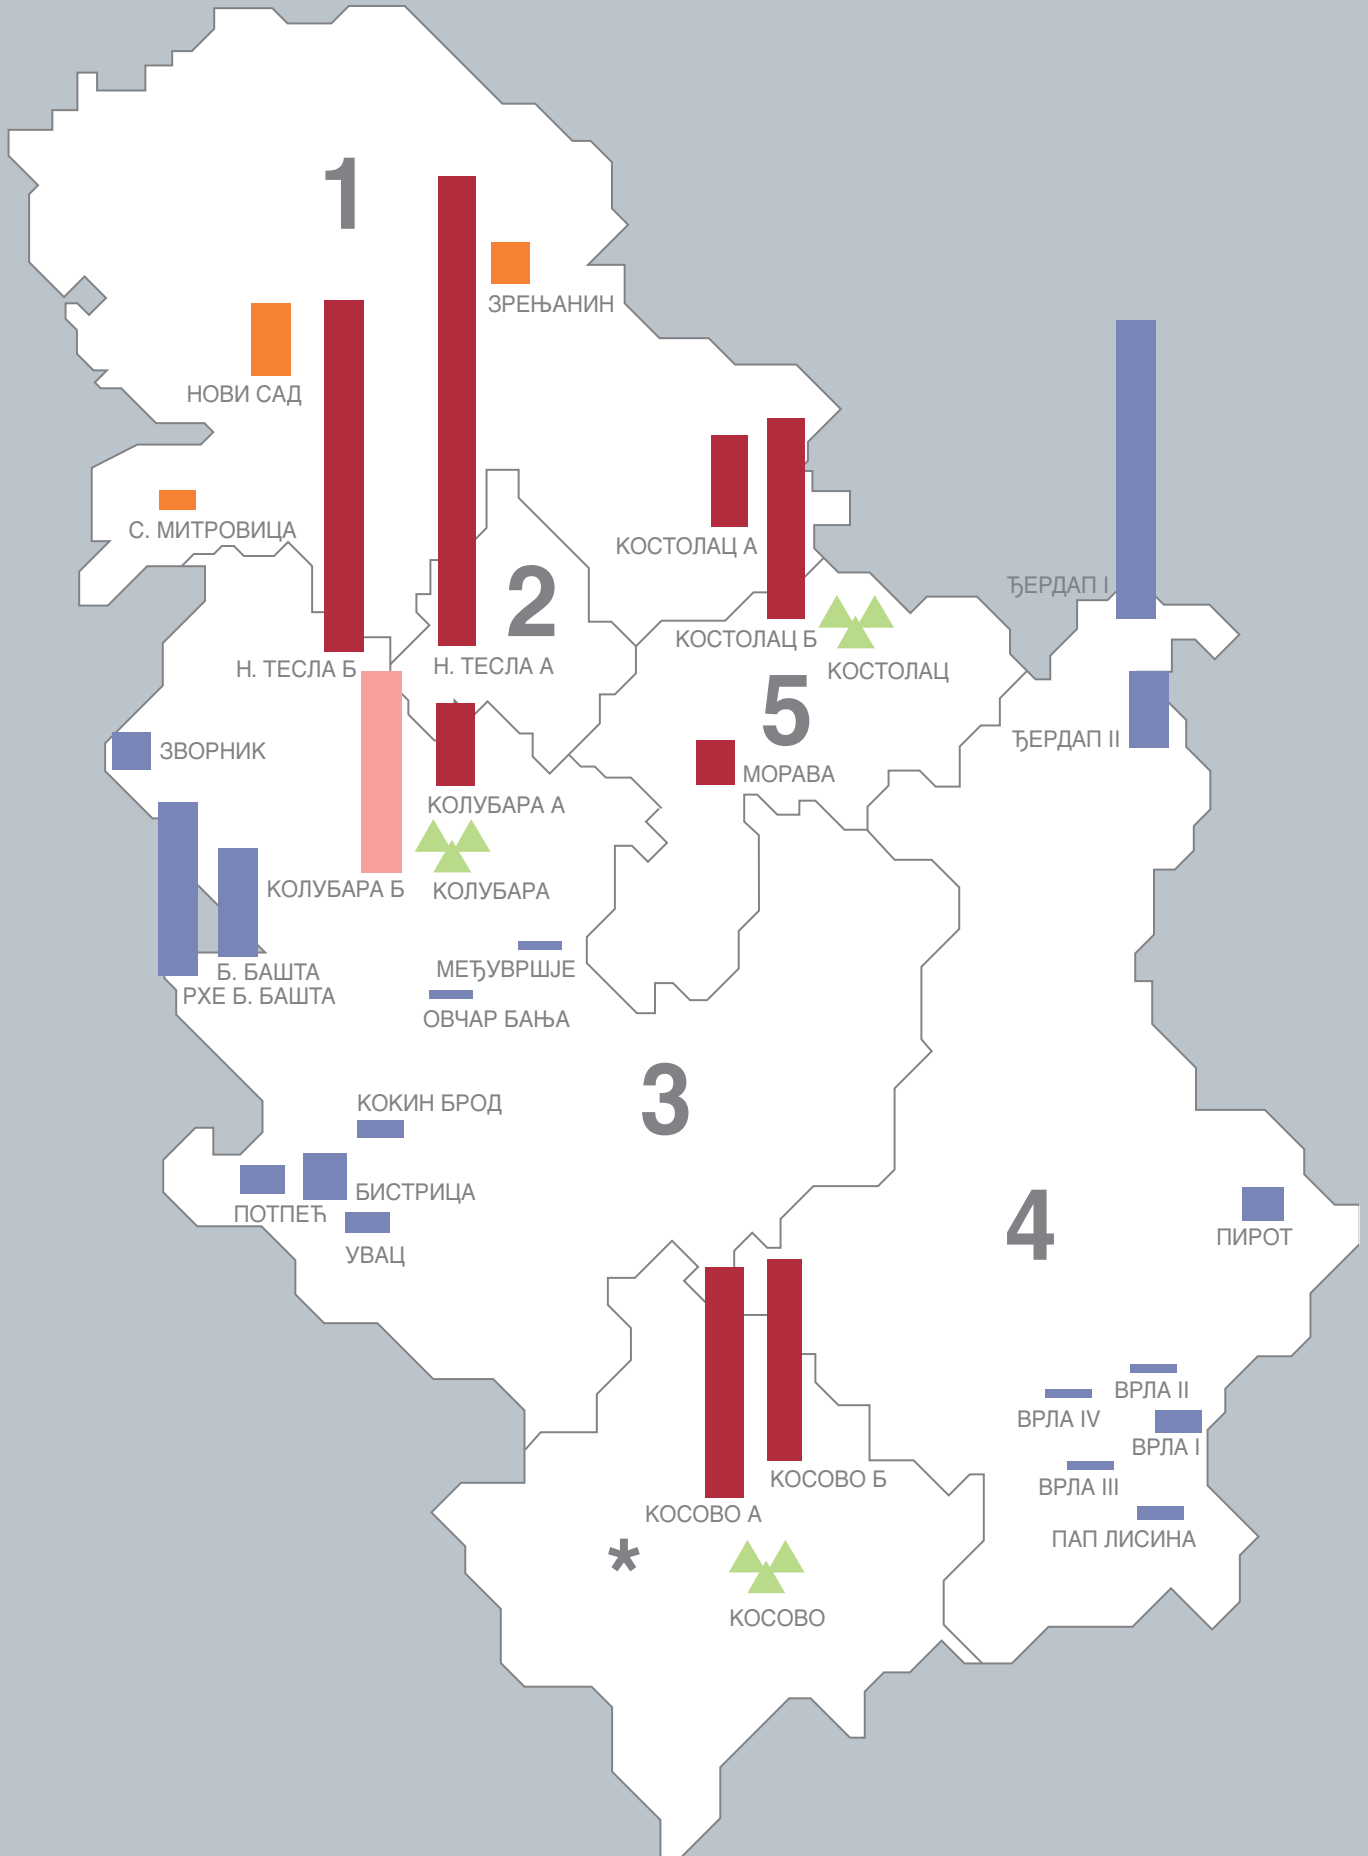 1
ЗРЕЊАНИН
НОВИ САД
С. МИТРОВИЦА
КОСТОЛАЦ А
2
ЂЕРДАП I
КОСТОЛАЦ Б
Н. ТЕСЛА Б
Н. ТЕСЛА А
КОСТОЛАЦ
5
ЂЕРДАП II
ЗВОРНИК
МОРАВА
КОЛУБАРА А
КОЛУБАРА Б
КОЛУБАРА
Б. БАШТА
РХЕ Б. БАШТА
МЕЂУВРШЈЕ
ОВЧАР БАЊА
3
КОКИН БРОД
БИСТРИЦА
ПОТПЕЋ
УВАЦ
4
ПИРОТ
ВРЛА II
ВРЛА IV
ВРЛА I
ВРЛА III
КОСОВО Б
КОСОВО А
ПАП ЛИСИНА
*
КОСОВО